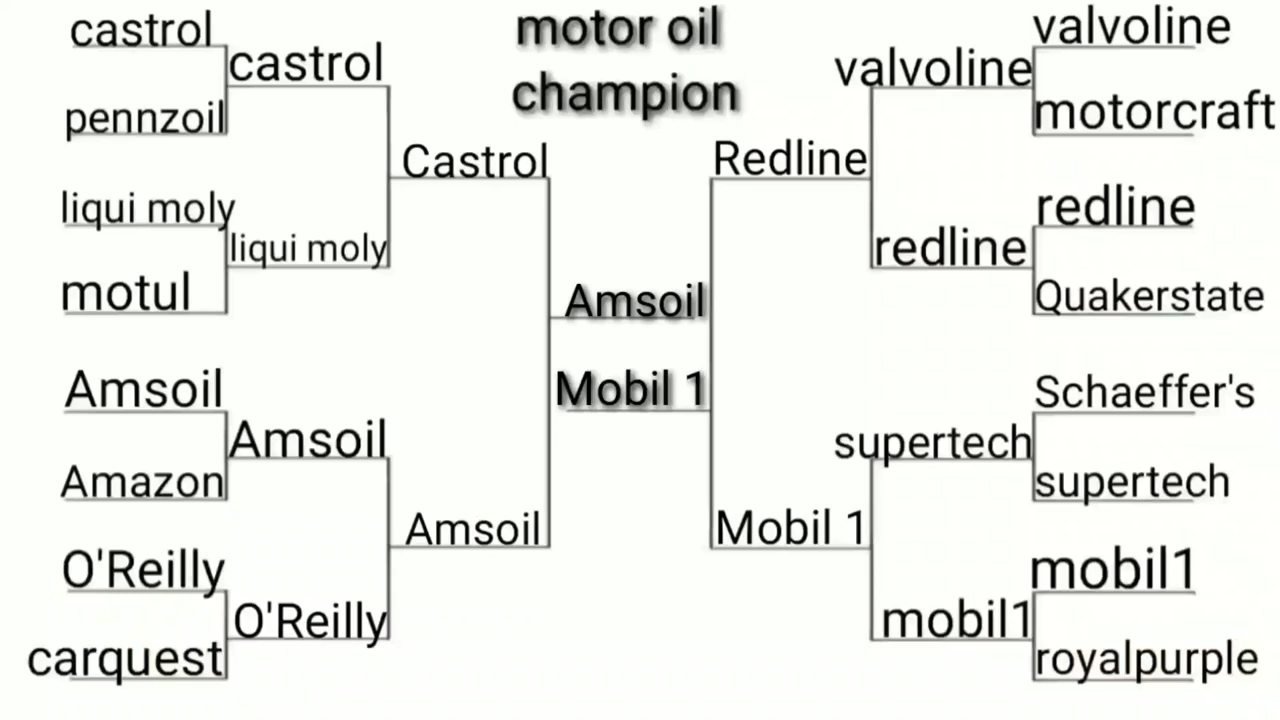 motor oil
champion
castrol
pennzoil
liqui moly
motul
Amsoil
Amazon
O'Reilly
carquest
castrol
liqui moly
Amsoil
O'Reilly
Castrol
Amsoil
Amsoil
Mobil 1
Redline
Mobil 1
valvoline
redline
supertech
mobil1
valvoline
motorcraft
redline
Quakerstate
Schaeffer's
supertech
mobil1
royalpurple